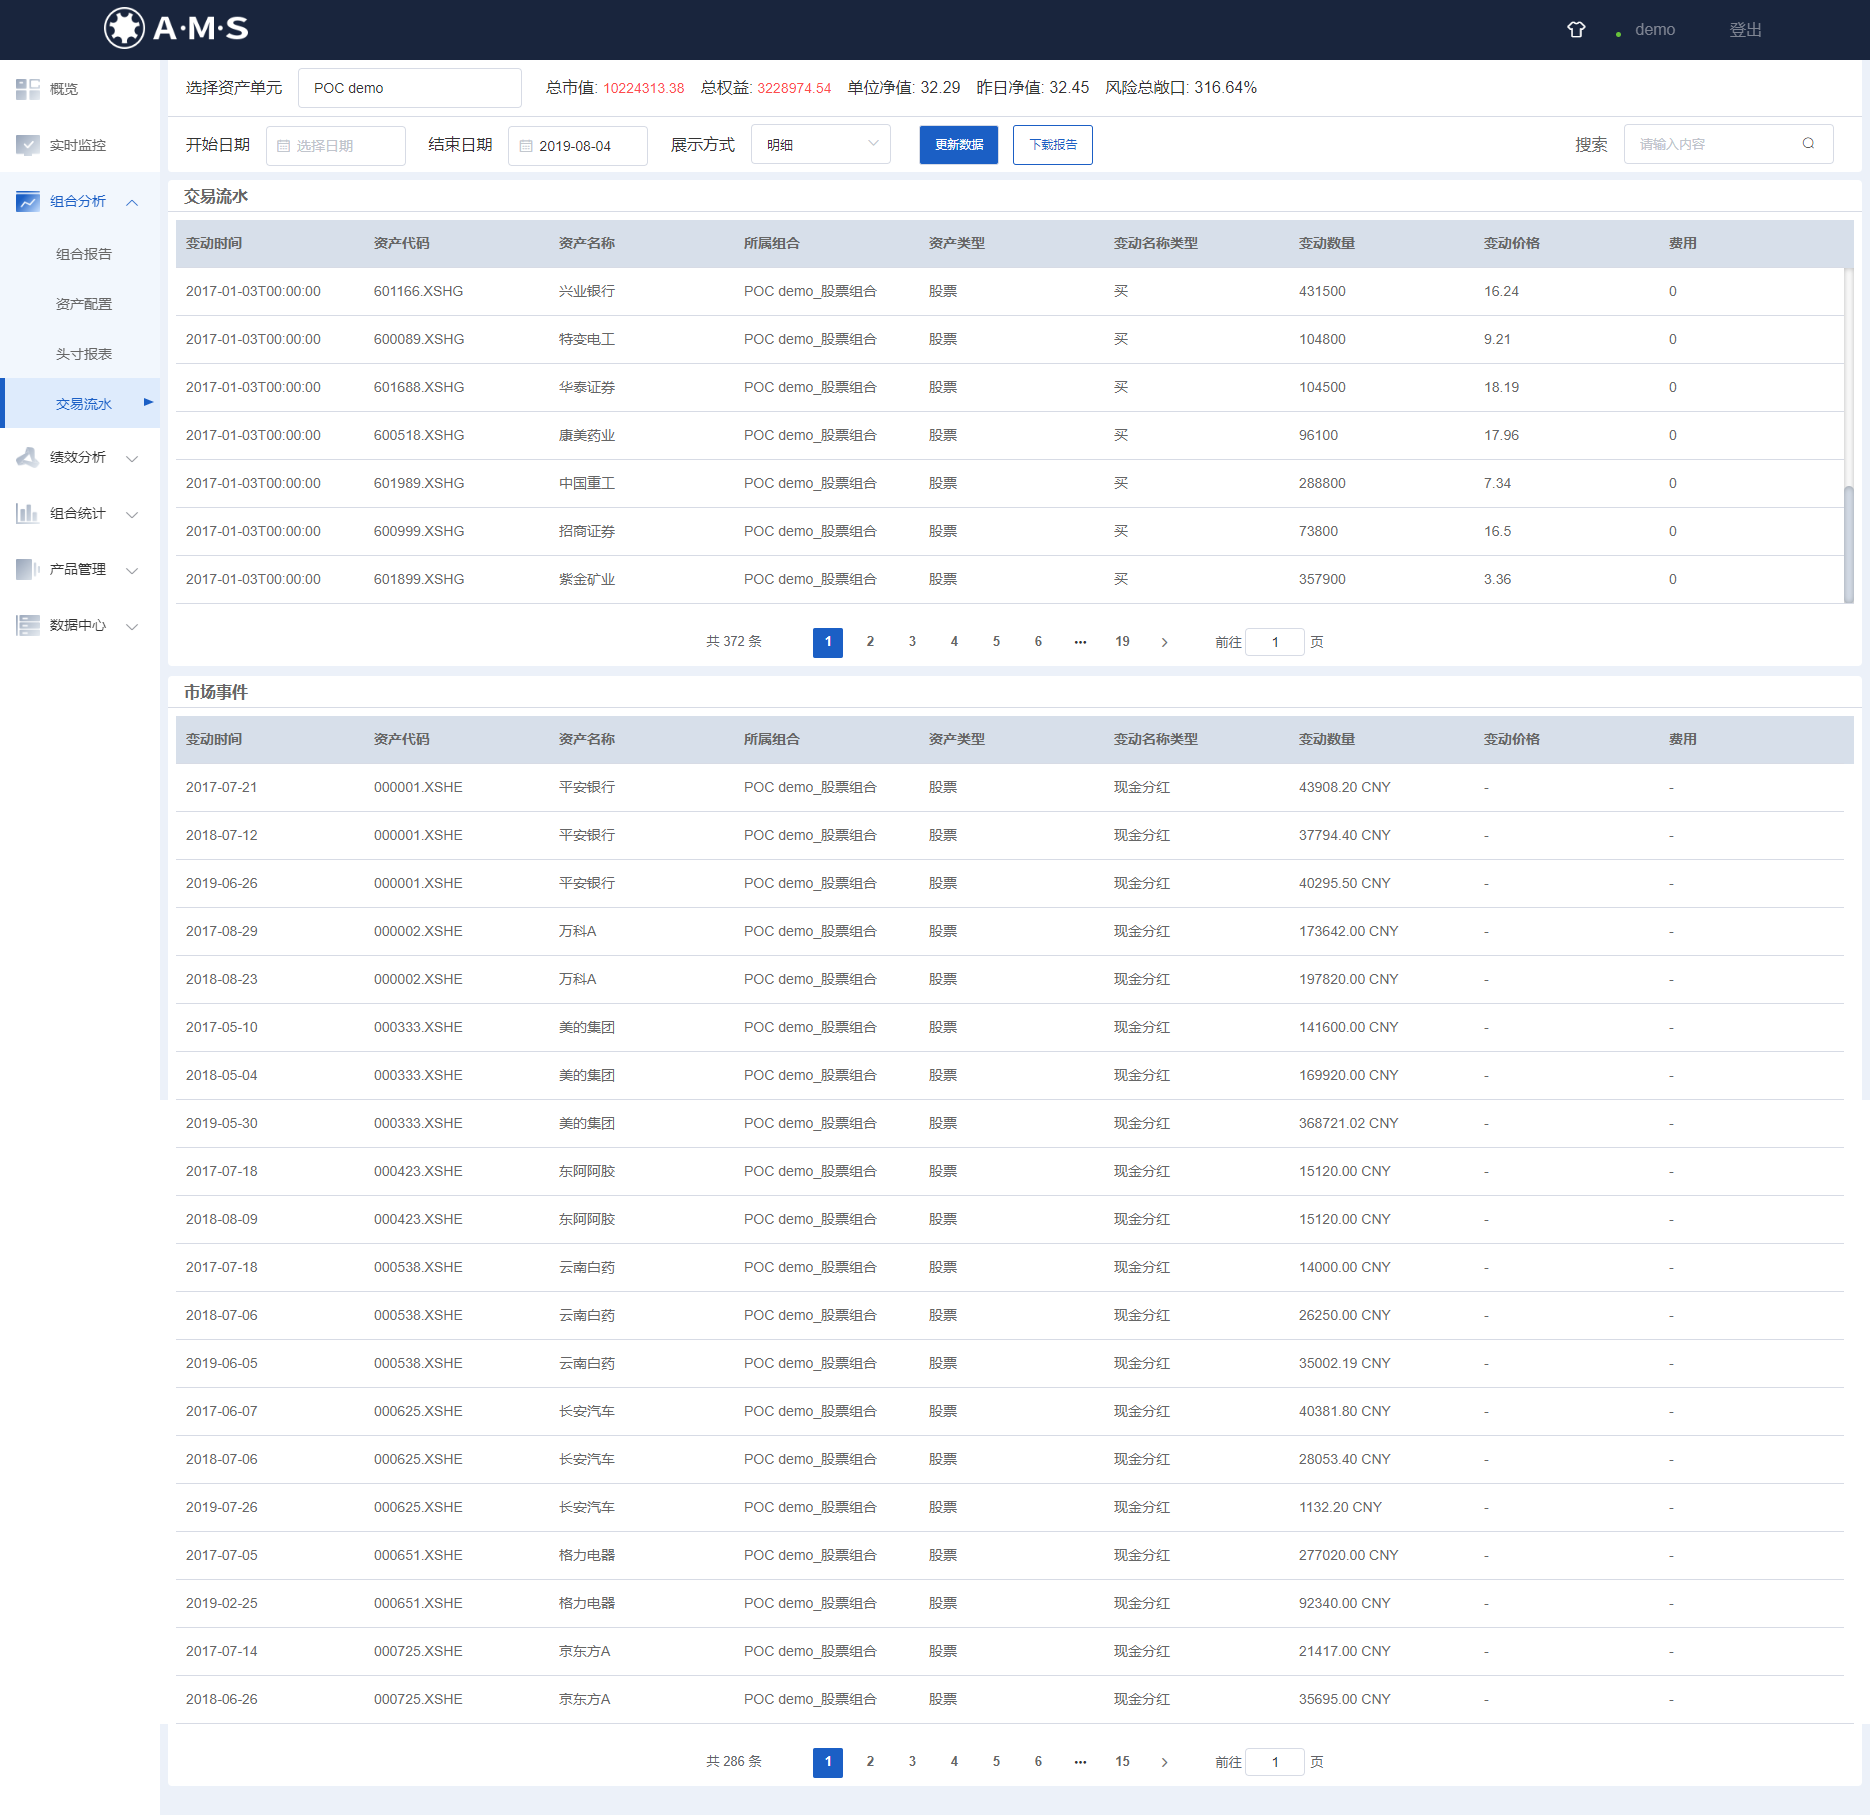 A·M·S demo 登出
概览
实时监控
组合分析
组合报告
资产配置
头寸报表
交易流水
绩效分析
组合统计
产品管理
数据中心
选择资产单元 POC demo 总市值: 10224313.38 总权益: 3228974.54 单位净值: 32.29 昨日净值: 32.45 风险总敞口: 316.64%
开始日期 选择日期 结束日期 2019-08-04 展示方式 明细 更新数据 下载报告 搜索 请输入内容
交易流水
变动时间 资产代码 资产名称 所属组合 资产类型 变动名称类型 变动数量 变动价格 费用
2017-01-03T00:00:00 601166.XSHG 兴业银行 POC demo_股票组合 股票 买 431500 16.24 0
2017-01-03T00:00:00 600089.XSHG 特变电工 POC demo_股票组合 股票 买 104800 9.21 0
2017-01-03T00:00:00 601688.XSHG 华泰证券 POC demo_股票组合 股票 买 104500 18.19 0
2017-01-03T00:00:00 600518.XSHG 康美药业 POC demo_股票组合 股票 买 96100 17.96 0
2017-01-03T00:00:00 601989.XSHG 中国重工 POC demo_股票组合 股票 买 288800 7.34 0
2017-01-03T00:00:00 600999.XSHG 招商证券 POC demo_股票组合 股票 买 73800 16.5 0
2017-01-03T00:00:00 601899.XSHG 紫金矿业 POC demo_股票组合 股票 买 357900 3.36 0
共 372 条 1 2 3 4 5 6 ··· 19 > 前往 1 页
市场事件
变动时间 资产代码 资产名称 所属组合 资产类型 变动名称类型 变动数量 变动价格 费用
2017-07-21 000001.XSHE 平安银行 POC demo_股票组合 股票 现金分红 43908.20 CNY - -
2018-07-12 000001.XSHE 平安银行 POC demo_股票组合 股票 现金分红 37794.40 CNY - -
2019-06-26 000001.XSHE 平安银行 POC demo_股票组合 股票 现金分红 40295.50 CNY - -
2017-08-29 000002.XSHE 万科A POC demo_股票组合 股票 现金分红 173642.00 CNY - -
2018-08-23 000002.XSHE 万科A POC demo_股票组合 股票 现金分红 197820.00 CNY - -
2017-05-10 000333.XSHE 美的集团 POC demo_股票组合 股票 现金分红 141600.00 CNY - -
2018-05-04 000333.XSHE 美的集团 POC demo_股票组合 股票 现金分红 169920.00 CNY - -
2019-05-30 000333.XSHE 美的集团 POC demo_股票组合 股票 现金分红 368721.02 CNY - -
2017-07-18 000423.XSHE 东阿阿胶 POC demo_股票组合 股票 现金分红 15120.00 CNY - -
2018-08-09 000423.XSHE 东阿阿胶 POC demo_股票组合 股票 现金分红 15120.00 CNY - -
2017-07-18 000538.XSHE 云南白药 POC demo_股票组合 股票 现金分红 14000.00 CNY - -
2018-07-06 000538.XSHE 云南白药 POC demo_股票组合 股票 现金分红 26250.00 CNY - -
2019-06-05 000538.XSHE 云南白药 POC demo_股票组合 股票 现金分红 35002.19 CNY - -
2017-06-07 000625.XSHE 长安汽车 POC demo_股票组合 股票 现金分红 40381.80 CNY - -
2018-07-06 000625.XSHE 长安汽车 POC demo_股票组合 股票 现金分红 28053.40 CNY - -
2019-07-26 000625.XSHE 长安汽车 POC demo_股票组合 股票 现金分红 1132.20 CNY - -
2017-07-05 000651.XSHE 格力电器 POC demo_股票组合 股票 现金分红 277020.00 CNY - -
2019-02-25 000651.XSHE 格力电器 POC demo_股票组合 股票 现金分红 92340.00 CNY - -
2017-07-14 000725.XSHE 京东方A POC demo_股票组合 股票 现金分红 21417.00 CNY - -
2018-06-26 000725.XSHE 京东方A POC demo_股票组合 股票 现金分红 35695.00 CNY - -
共 286 条 1 2 3 4 5 6 ··· 15 > 前往 1 页